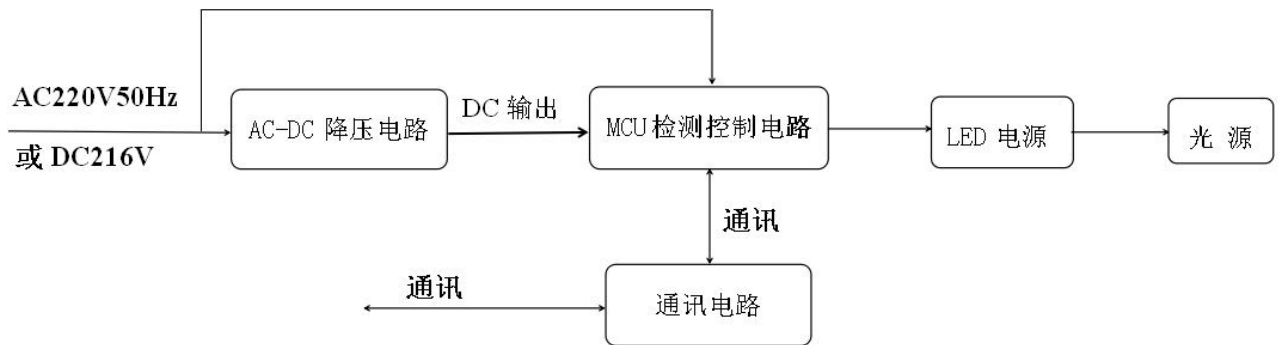 AC220V50Hz
或 DC216V
AC-DC 降压电路
DC 输出
MCU检测控制电路
LED 电源
光 源
通讯
通讯
通讯电路